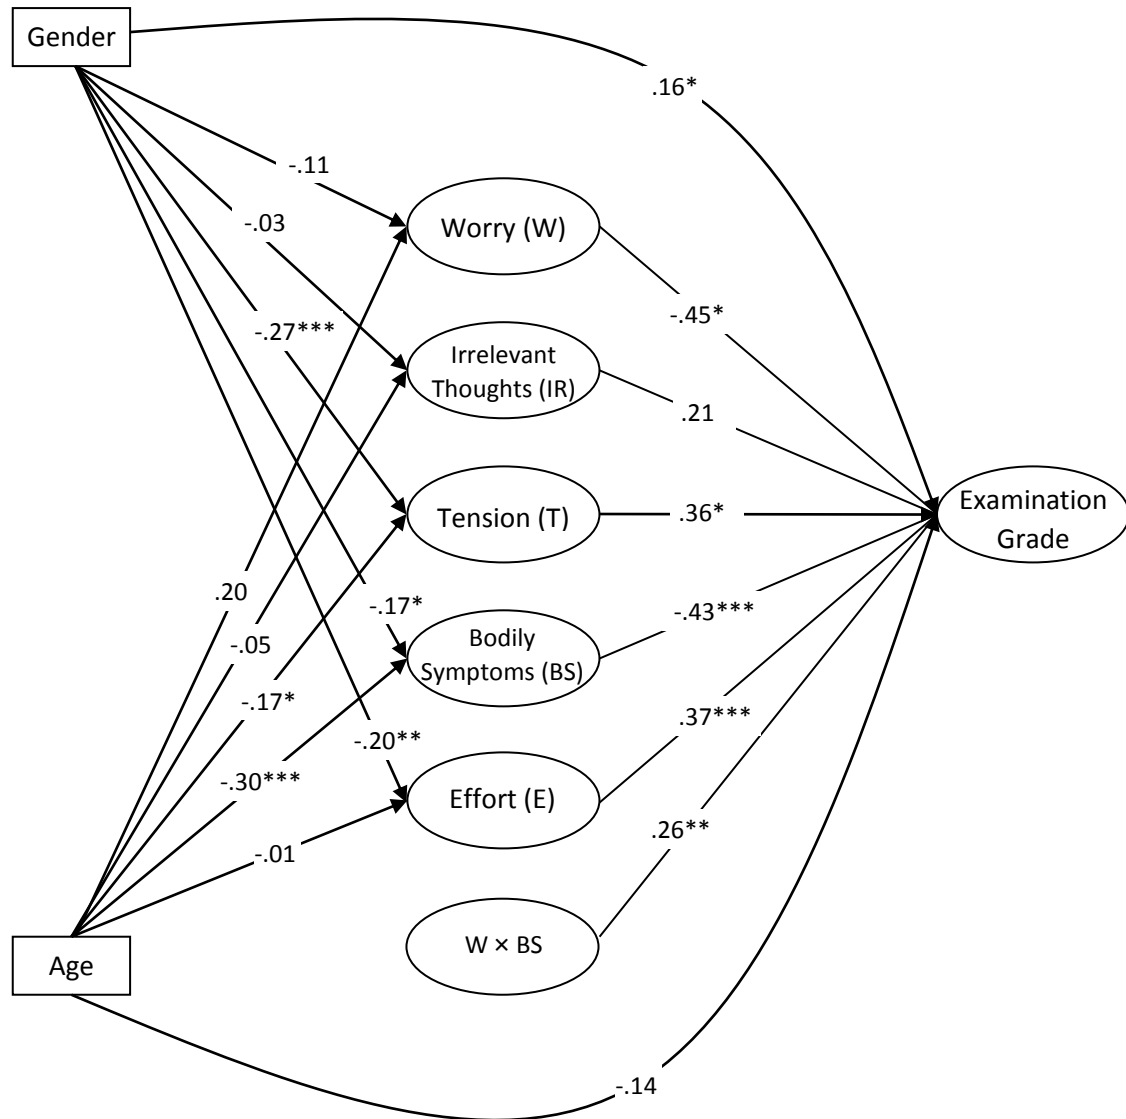 Gender
.16*
-.11
Worry (W)
-.03
-.45*
-.27***
Irrelevant
Thoughts (IR)
.21
Tension (T)
.36*
Examination
Grade
.20
-.17*
-.43***
-.05
Bodily
Symptoms (BS)
-.17*
.37***
-.20**
-.30***
Effort (E)
.26**
-.01
W × BS
Age
-.14